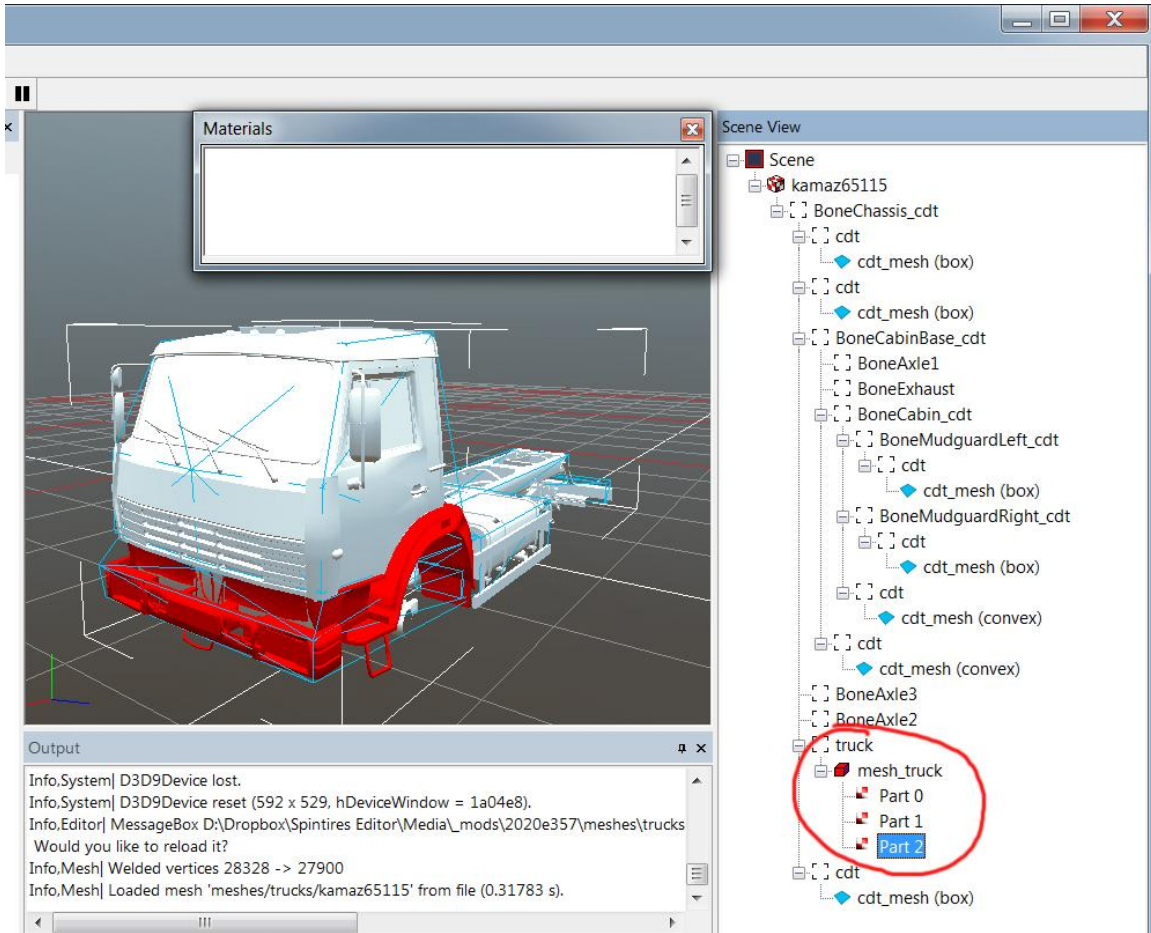 Materials
Scene View
Scene
kamaz65115
BoneChassis_cdt
cdt
cdt_mesh (box)
cdt
cdt_mesh (box)
BoneCabinBase_cdt
BoneAxle1
BoneExhaust
BoneCabin_cdt
BoneMudguardLeft_cdt
cdt
cdt_mesh (box)
BoneMudguardRight_cdt
cdt
cdt_mesh (box)
cdt
cdt_mesh (convex)
cdt
cdt_mesh (convex)
BoneAxle3
BoneAxle2
truck
mesh_truck
Part 0
Part 1
Part 2
cdt
cdt_mesh (box)
Output
Info,System| D3D9Device lost.
Info,System| D3D9Device reset (592 x 529, hDeviceWindow = 1a04e8).
Info,Editor| MessageBox D:\Dropbox\Spintires Editor\Media\_mods\2020e357\meshes\trucks
Would you like to reload it?
Info,Mesh| Welded vertices 28328 -> 27900
Info,Mesh| Loaded mesh 'meshes/trucks/kamaz65115' from file (0.31783 s).